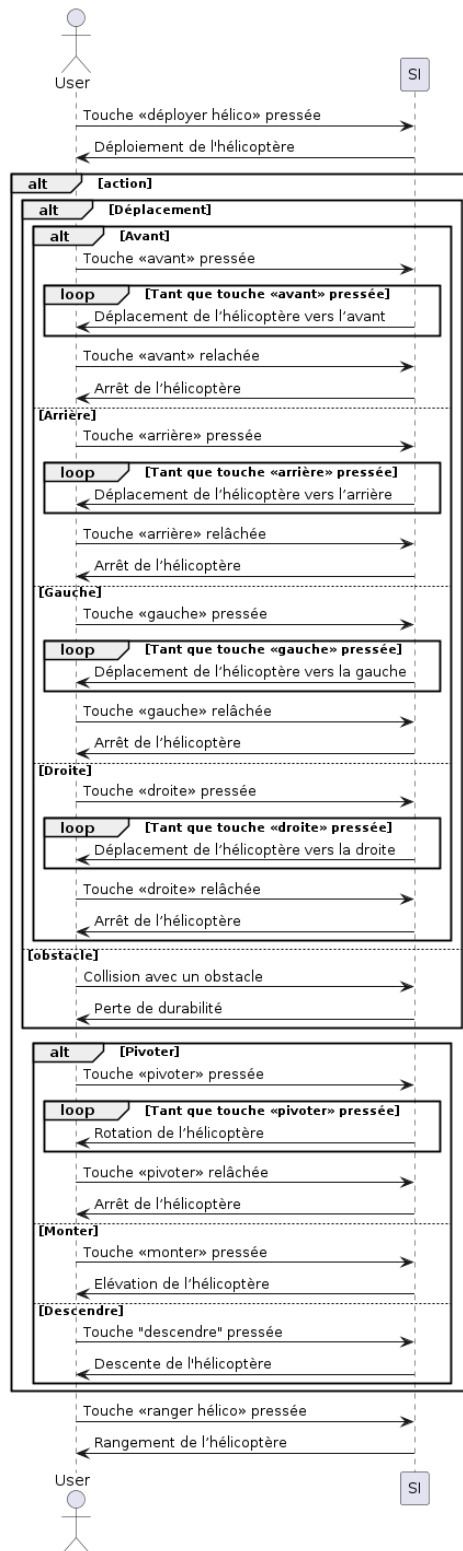 User
SI
Touche «déployer hélico» pressée
Déploiement de l'hélicoptère
alt [action]
alt [Déplacement]
alt [Avant]
Touche «avant» pressée
loop [Tant que touche «avant» pressée]
Déplacement de l’hélicoptère vers l’avant
Touche «avant» relachée
Arrêt de l’hélicoptère
[Arrière]
Touche «arrière» pressée
loop [Tant que touche «arrière» pressée]
Déplacement de l’hélicoptère vers l’arrière
Touche «arrière» relâchée
Arrêt de l’hélicoptère
[Gauche]
Touche «gauche» pressée
loop [Tant que touche «gauche» pressée]
Déplacement de l’hélicoptère vers la gauche
Touche «gauche» relâchée
Arrêt de l’hélicoptère
[Droite]
Touche «droite» pressée
loop [Tant que touche «droite» pressée]
Déplacement de l’hélicoptère vers la droite
Touche «droite» relâchée
Arrêt de l’hélicoptère
[obstacle]
Collision avec un obstacle
Perte de durabilité
alt [Pivoter]
Touche «pivoter» pressée
loop [Tant que touche «pivoter» pressée]
Rotation de l’hélicoptère
Touche «pivoter» relâchée
Arrêt de l’hélicoptère
[Monter]
Touche «monter» pressée
Elévation de l’hélicoptère
[Descendre]
Touche "descendre" pressée
Descente de l'hélicoptère
Touche «ranger hélico» pressée
Rangement de l’hélicoptère
User
SI